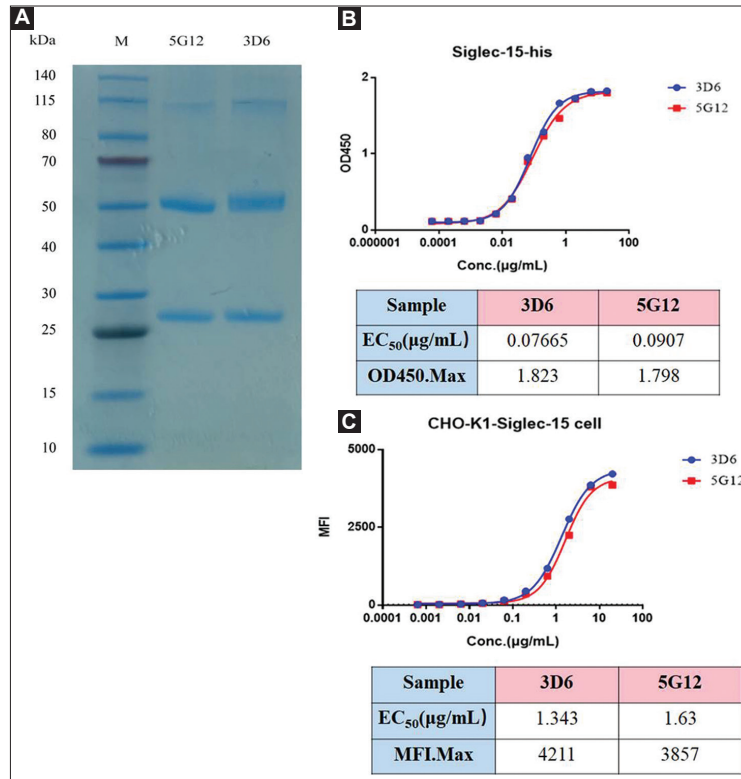 A
kDa M 5G12 3D6
140
115
80
70
50
40
30
25
15
10
B
Siglec-15-his
3D6
5G12
OD450
2
1
0
0.000001 0.0001 0.01 1 100
Conc.(µg/mL)
Sample 3D6 5G12
EC50(µg/mL) 0.07665 0.0907
OD450.Max 1.823 1.798
C
CHO-K1-Siglec-15 cell
3D6
5G12
MFI
5000
2500
0
0.0001 0.001 0.01 0.1 1 10 100
Conc.(µg/mL)
Sample 3D6 5G12
EC50(µg/mL) 1.343 1.63
MFI.Max 4211 3857